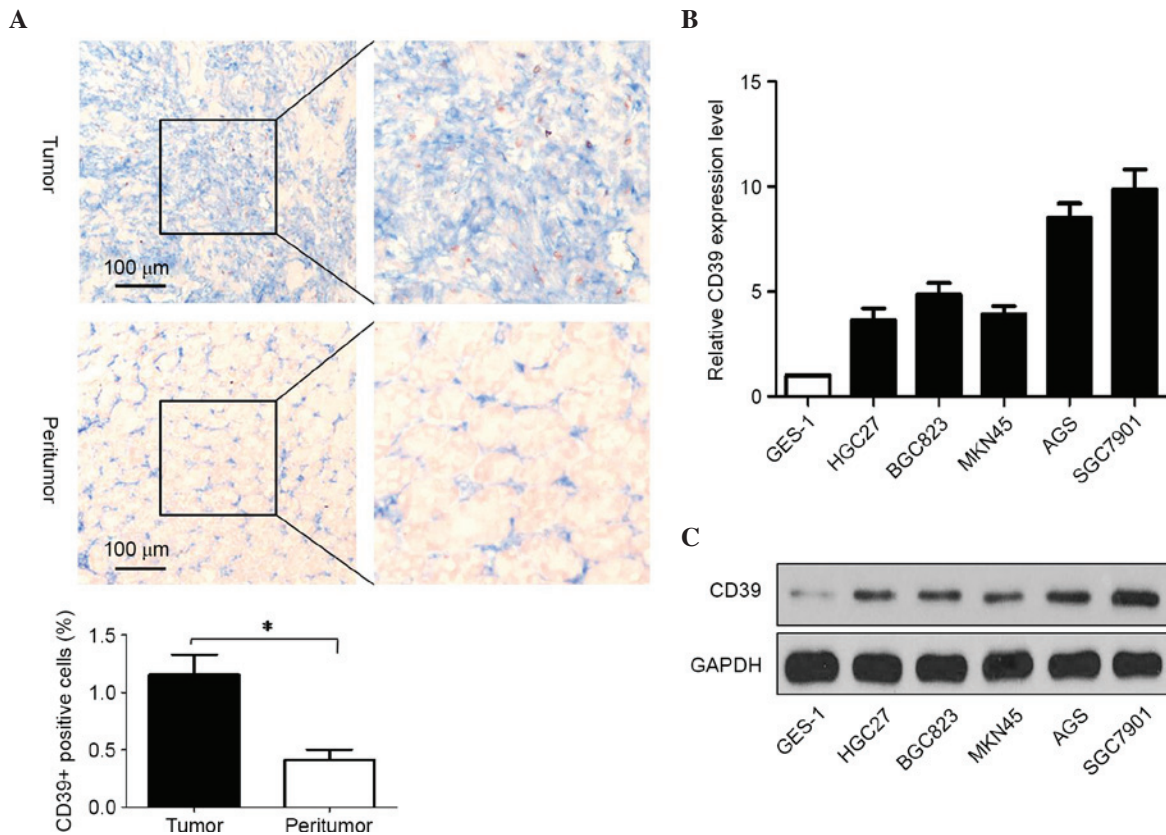 A
Tumor
100 μm
Peritumor
100 μm
CD39+ positive cells (%)
1.5
1.0
0.5
0.0
*
Tumor
Peritumor
B
Relative CD39 expression level
15
10
5
0
GES-1
HGC27
BGC823
MKN45
AGS
SGC7901
C
CD39
GAPDH
GES-1
HGC27
BGC823
MKN45
AGS
SGC7901